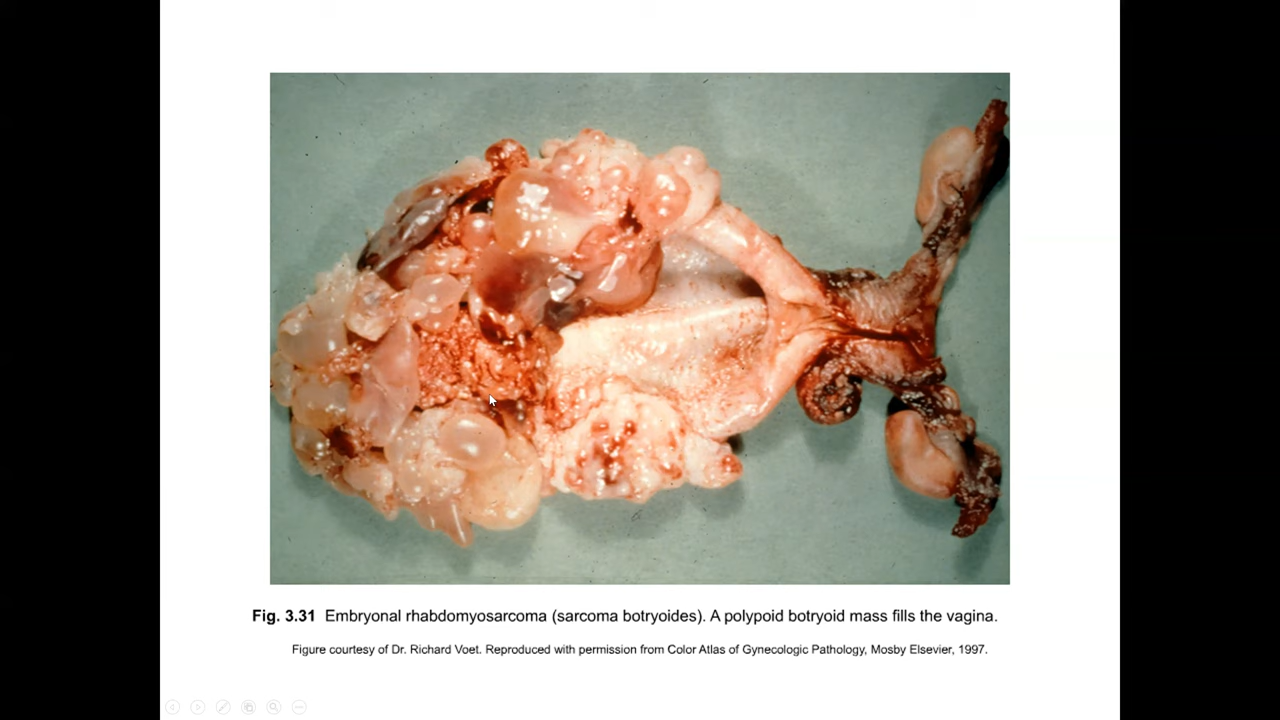 Fig. 3.31 Embryonal rhabdomyosarcoma (sarcoma botryoides). A polypoid botryoid mass fills the vagina.
Figure courtesy of Dr. Richard Voet. Reproduced with permission from Color Atlas of Gynecologic Pathology, Mosby Elsevier, 1997.